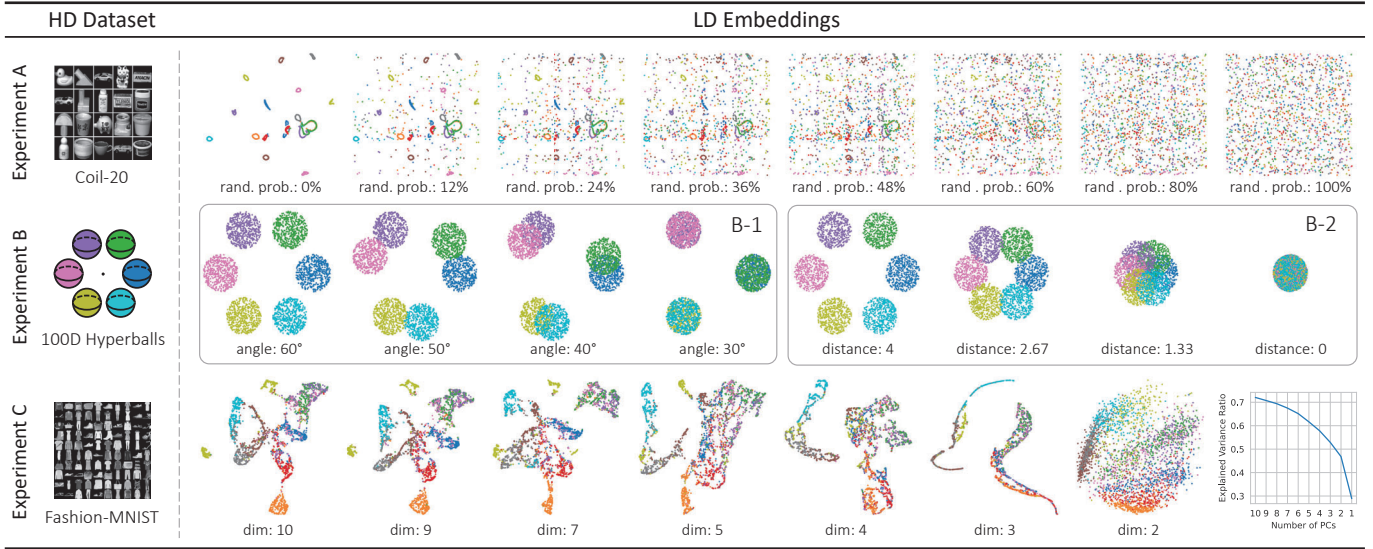 HD Dataset
LD Embeddings
Experiment A
Coil-20
rand. prob.: 0%
rand. prob.: 12%
rand. prob.: 24%
rand. prob.: 36%
rand . prob.: 48%
rand. prob.: 60%
rand . prob.: 80%
rand . prob.: 100%
Experiment B
100D Hyperballs
B-1
angle: 60°
angle: 50°
angle: 40°
angle: 30°
B-2
distance: 4
distance: 2.67
distance: 1.33
distance: 0
Experiment C
Fashion-MNIST
dim: 10
dim: 9
dim: 7
dim: 5
dim: 4
dim: 3
dim: 2
Explained Variance Ratio
0.7
0.6
0.5
0.4
0.3
10 9 8 7 6 5 4 3 2 1
Number of PCs